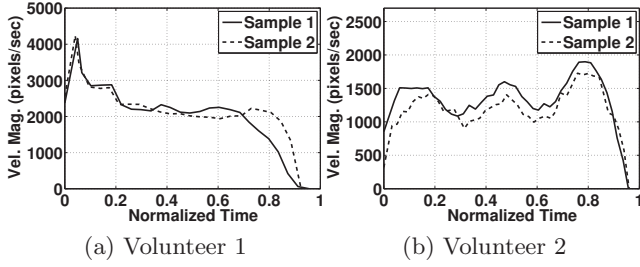 5000
4000
3000
2000
1000
0
Vel. Mag. (pixels/sec)
Sample 1
Sample 2
0 0.2 0.4 0.6 0.8 1
Normalized Time
(a) Volunteer 1
2500
2000
1500
1000
500
0
Vel. Mag. (pixels/sec)
Sample 1
Sample 2
0 0.2 0.4 0.6 0.8 1
Normalized Time
(b) Volunteer 2